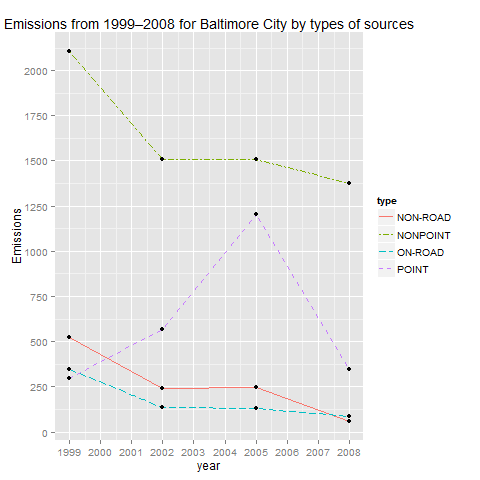 Emissions from 1999–2008 for Baltimore City by types of sources
2000
1750
1500
1250
1000
750
500
250
0
Emissions
1999 2000 2001 2002 2003 2004 2005 2006 2007 2008
year
type
NON-ROAD
NONPOINT
ON-ROAD
POINT